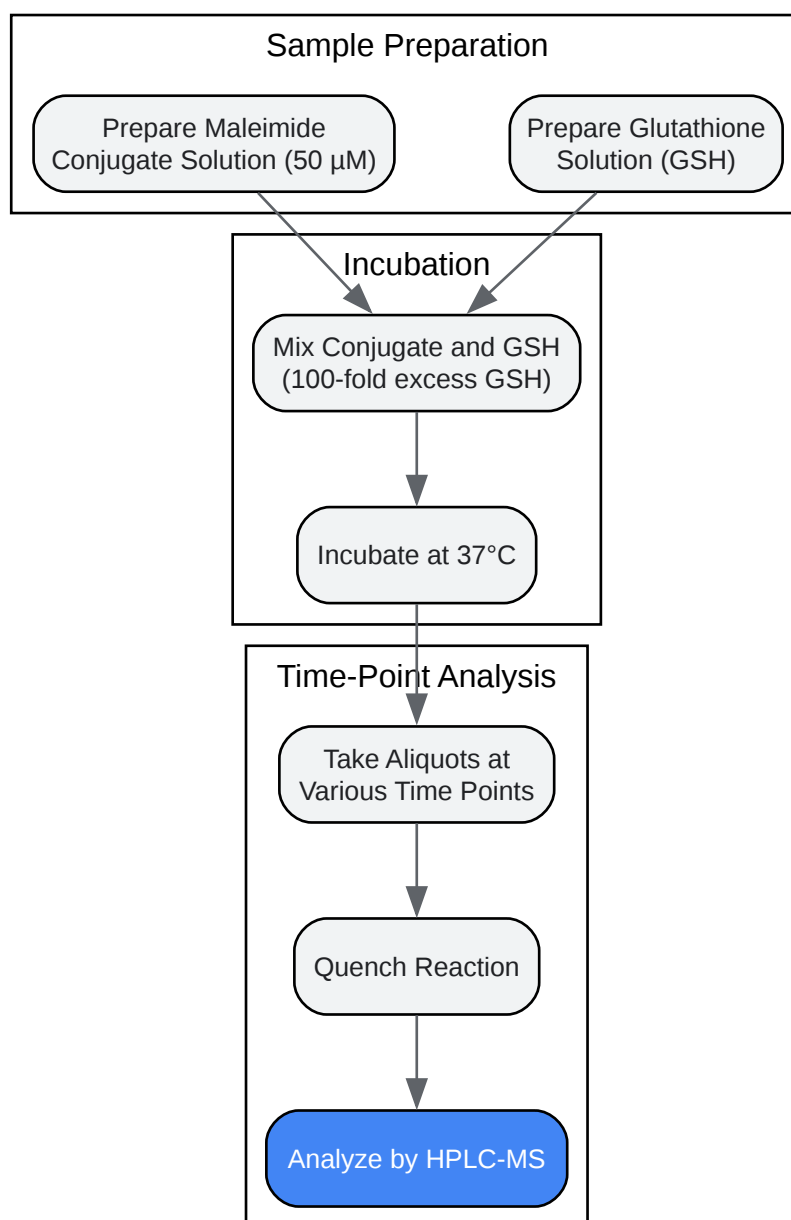 Sample Preparation
Prepare Maleimide
Conjugate Solution (50 µM)
Prepare Glutathione
Solution (GSH)
Incubation
Mix Conjugate and GSH
(100-fold excess GSH)
Incubate at 37°C
Time-Point Analysis
Take Aliquots at
Various Time Points
Quench Reaction
Analyze by HPLC-MS